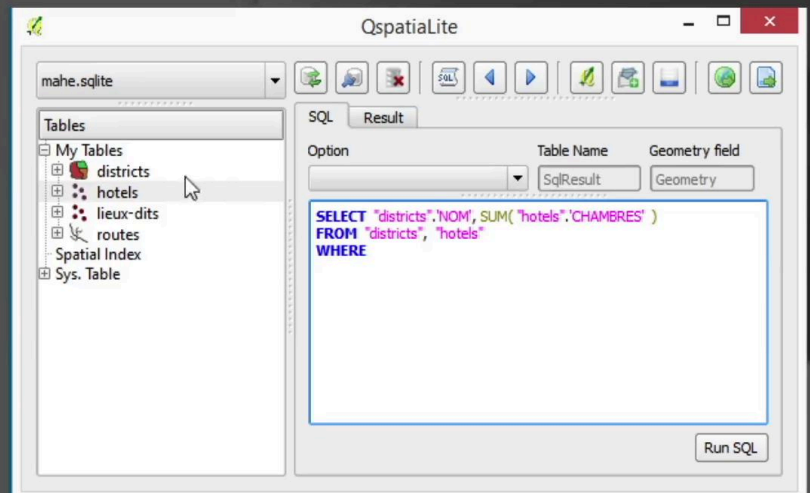 QspatiaLite
mahe.sqlite
SQL
Tables
SQL Result
My Tables
districts
hotels
lieux-dits
routes
Spatial Index
Sys. Table
Option Table Name Geometry field
SqlResult Geometry
SELECT "districts".'NOM', SUM( "hotels".'CHAMBRES' )
FROM "districts", "hotels"
WHERE
Run SQL